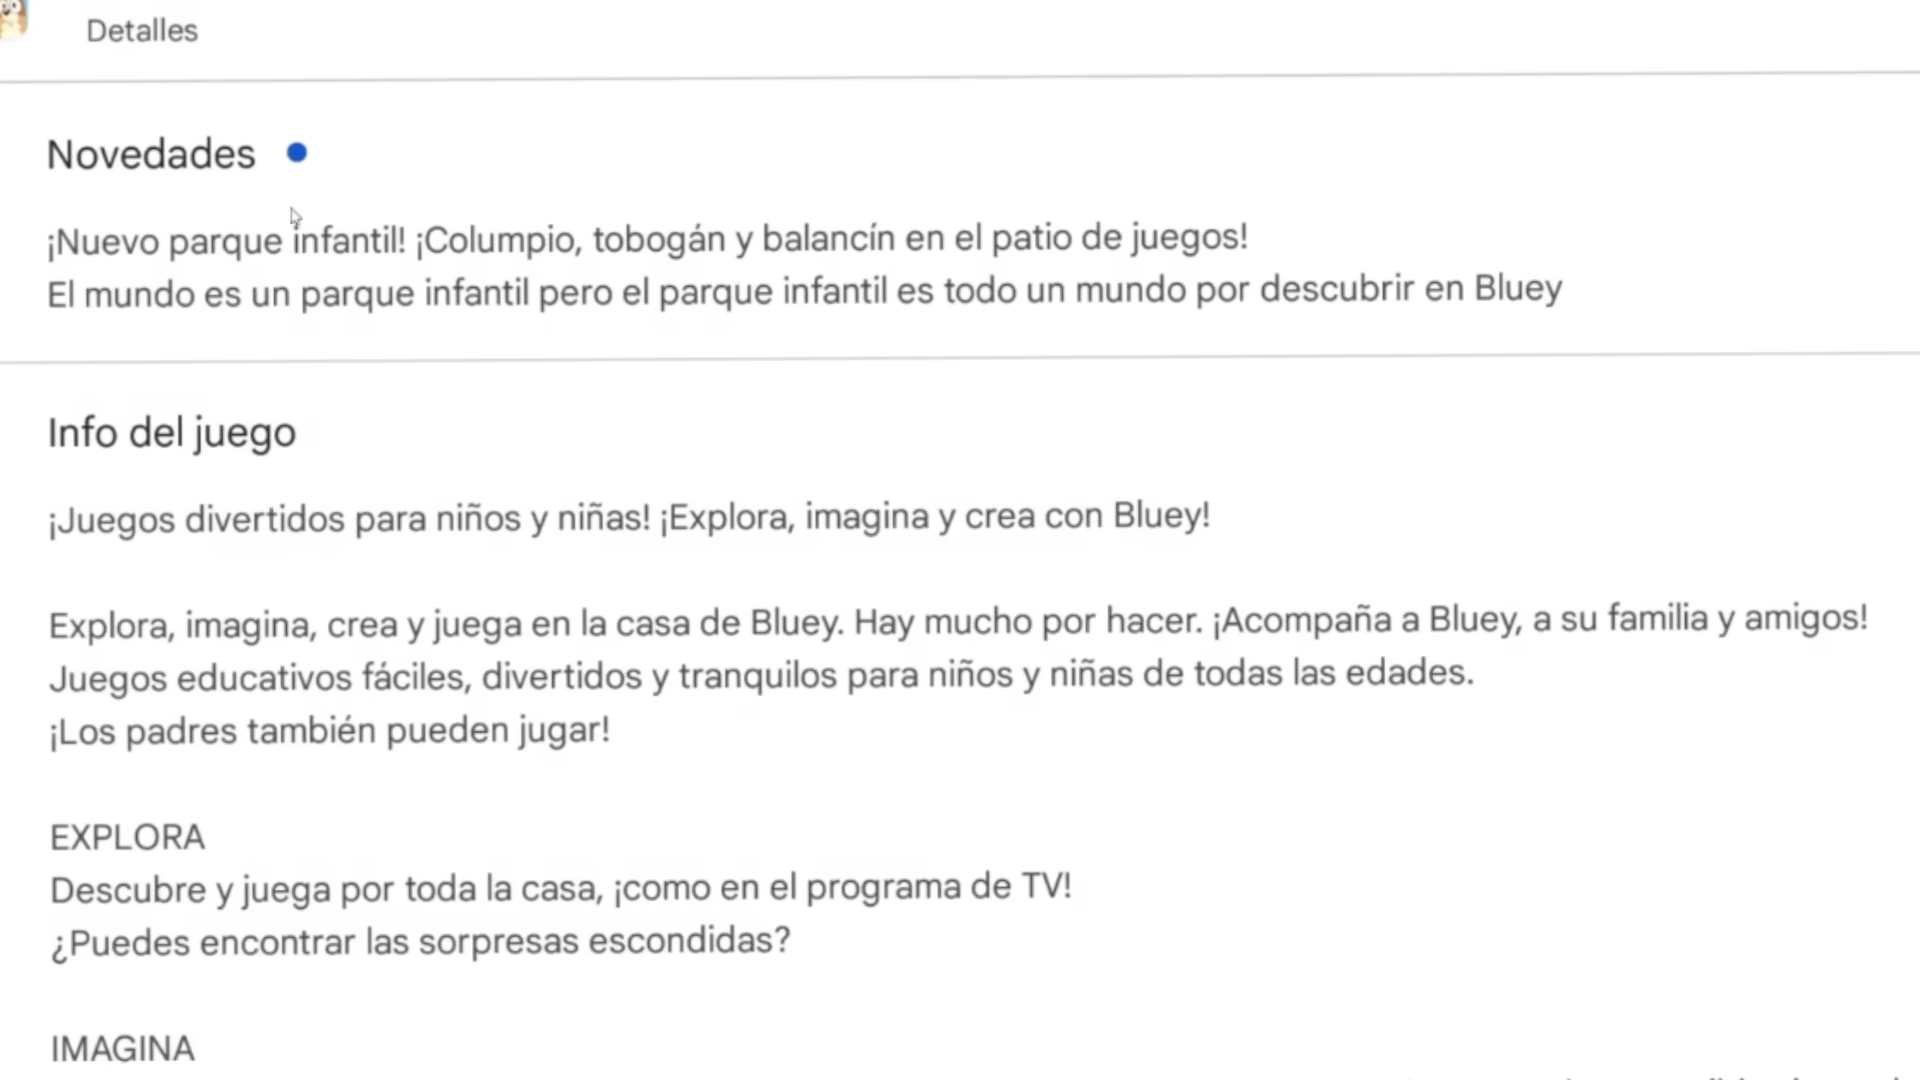 Detalles
Novedades
¡Nuevo parque infantil! ¡Columpio, tobogán y balancín en el patio de juegos!
El mundo es un parque infantil pero el parque infantil es todo un mundo por descubrir en Bluey
Info del juego
¡Juegos divertidos para niños y niñas! ¡Explora, imagina y crea con Bluey!
Explora, imagina, crea y juega en la casa de Bluey. Hay mucho por hacer. ¡Acompaña a Bluey, a su familia y amigos!
Juegos educativos fáciles, divertidos y tranquilos para niños y niñas de todas las edades.
¡Los padres también pueden jugar!
EXPLORA
Descubre y juega por toda la casa, ¡como en el programa de TV!
¿Puedes encontrar las sorpresas escondidas?
IMAGINA